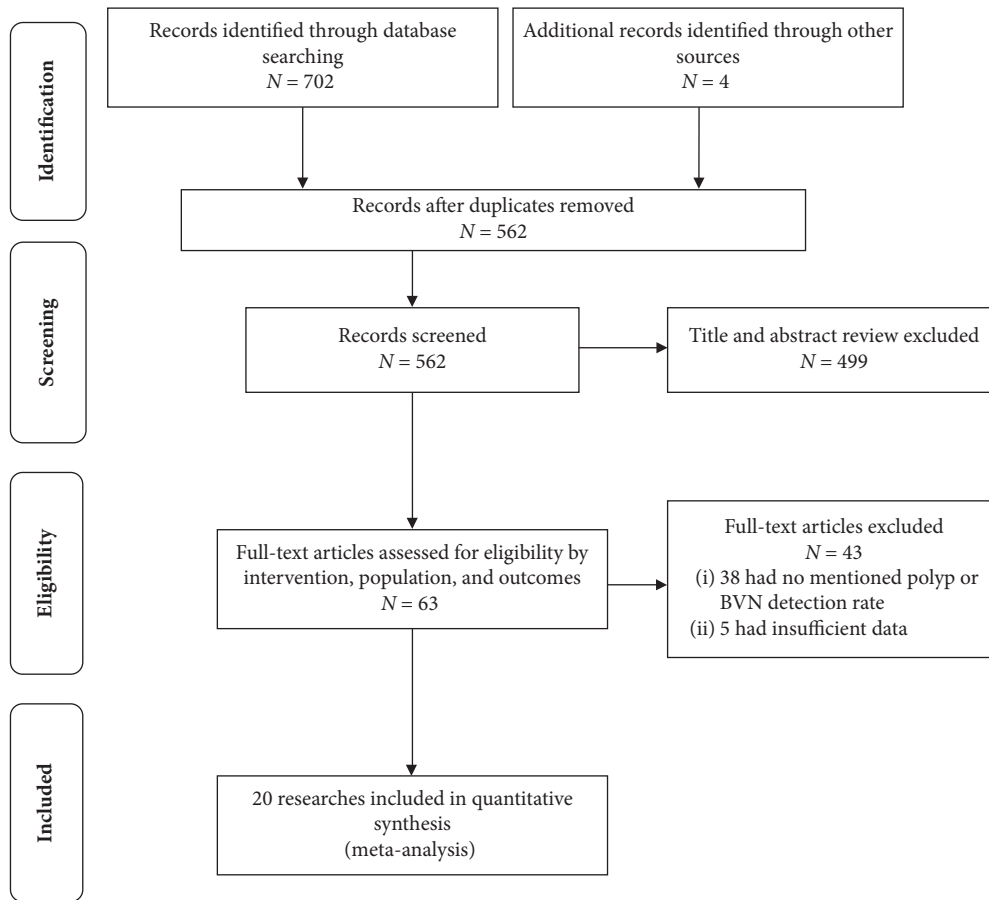 Identification
Records identified through database
searching
N = 702
Additional records identified through other
sources
N = 4
Records after duplicates removed
N = 562
Screening
Records screened
N = 562
Title and abstract review excluded
N = 499
Eligibility
Full-text articles assessed for eligibility by
intervention, population, and outcomes
N = 63
Full-text articles excluded
N = 43
(i) 38 had no mentioned polyp or
BVN detection rate
(ii) 5 had insufficient data
Included
20 researches included in quantitative
synthesis
(meta-analysis)